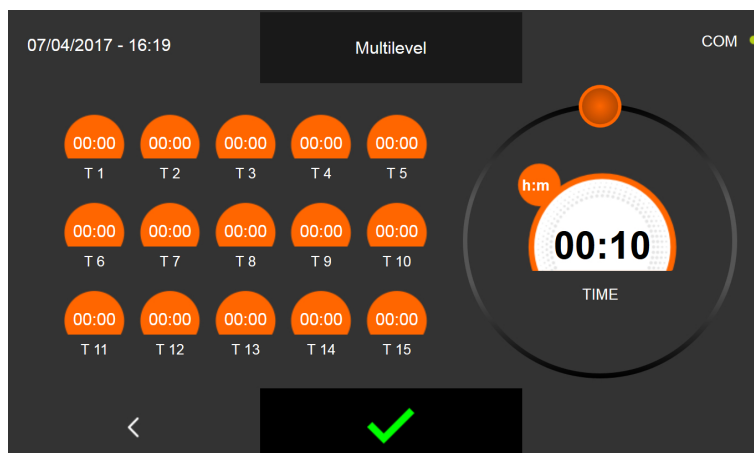 07/04/2017 - 16:19
Multilevel
COM
00:00 00:00 00:00 00:00 00:00
T 1 T 2 T 3 T 4 T 5
h:m
00:10
TIME
00:00 00:00 00:00 00:00 00:00
T 6 T 7 T 8 T 9 T 10
00:00 00:00 00:00 00:00 00:00
T 11 T 12 T 13 T 14 T 15